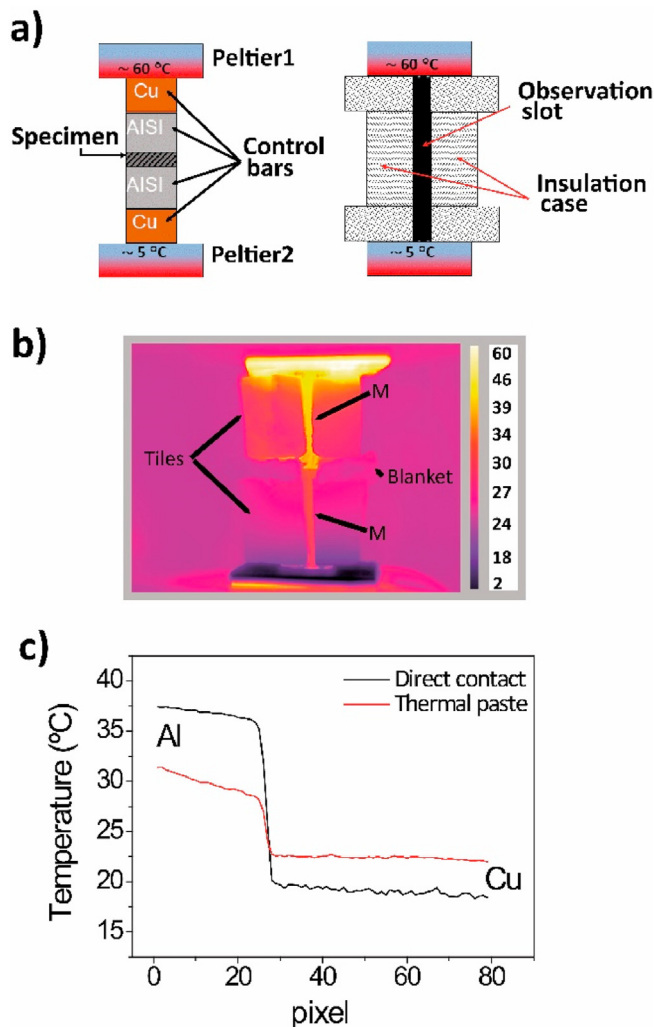 a)
~ 60 °C
Peltier1
Cu
AISI
Specimen
Control
bars
AISI
Cu
~ 5 °C
Peltier2
~ 60 °C
Observation
slot
Insulation
case
~ 5 °C
b)
60
46
39
34
30
27
24
18
2
M
Tiles
Blanket
M
c)
Direct contact
Thermal paste
Al
Cu
Temperature (ºC)
40
35
30
25
20
15
0
20
40
60
80
pixel